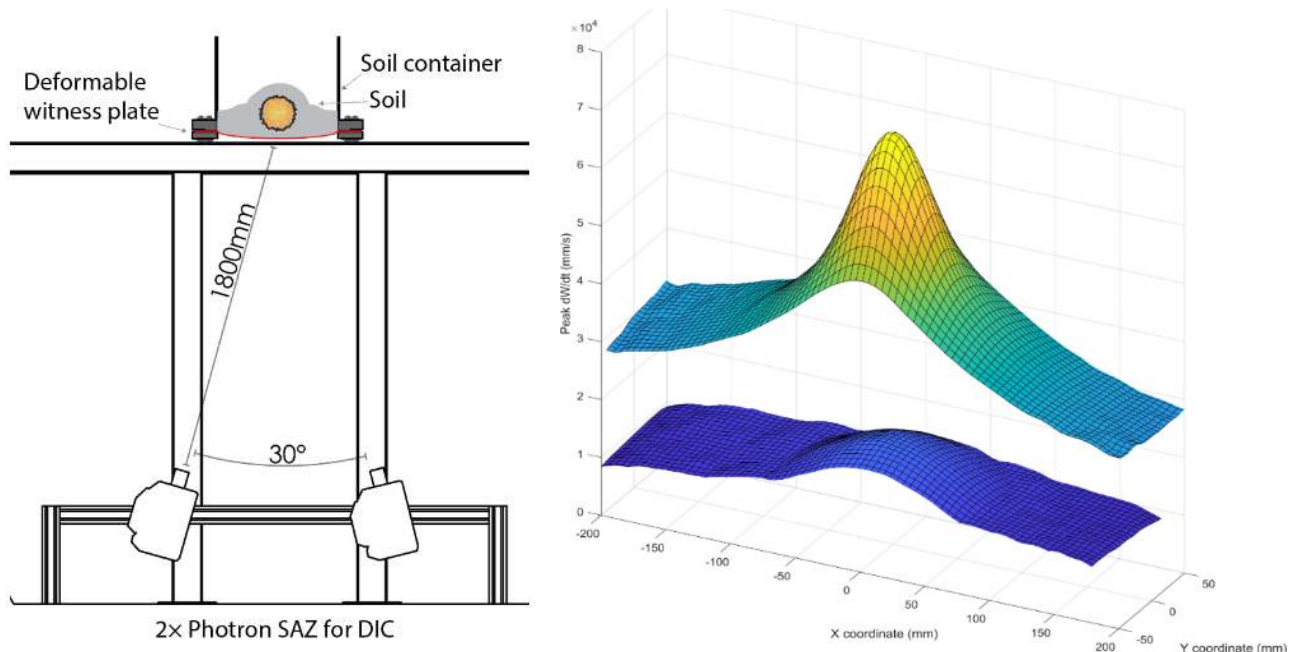 Deformable
witness plate
Soil container
Soil
1800mm
30°
2× Photron SAZ for DIC
×10⁴
8
7
6
5
4
3
2
1
0
Peak dW/dt (mm/s)
-200
-150
-100
-50
0
50
100
150
200
X coordinate (mm)
50
0
-50
Y coordinate (mm)